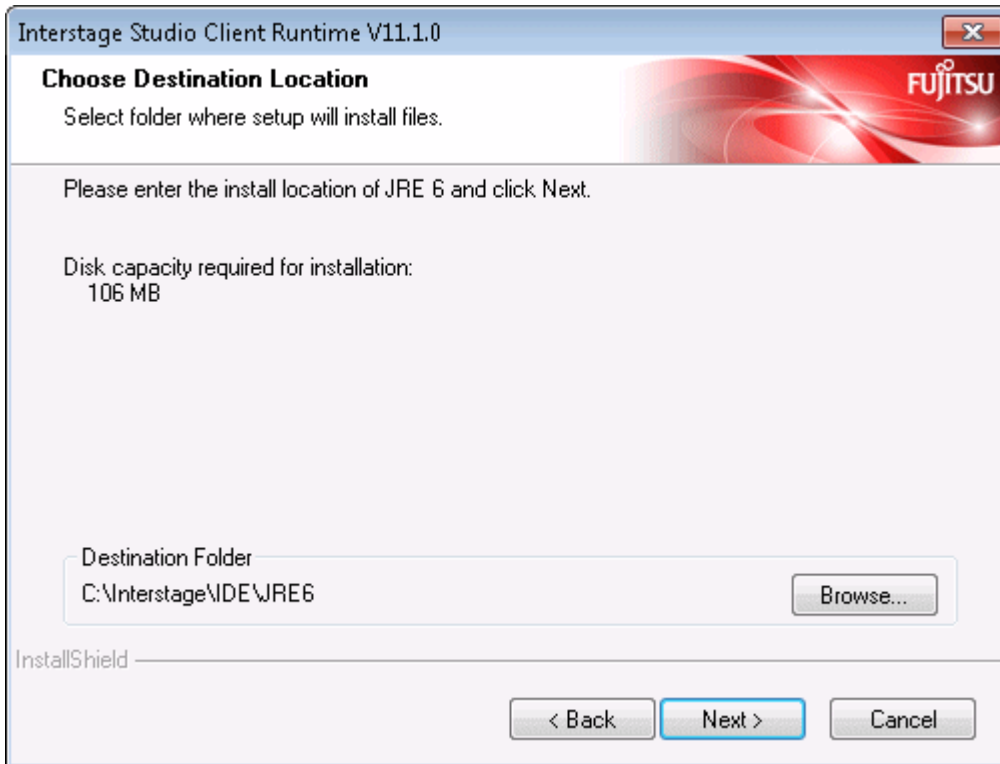 Interstage Studio Client Runtime V11.1.0
Choose Destination Location
Select folder where setup will install files.
FUJITSU
Please enter the install location of JRE 6 and click Next.
Disk capacity required for installation:
106 MB
Destination Folder
C:\Interstage\IDE\JRE6
Browse...
InstallShield
< Back
Next >
Cancel